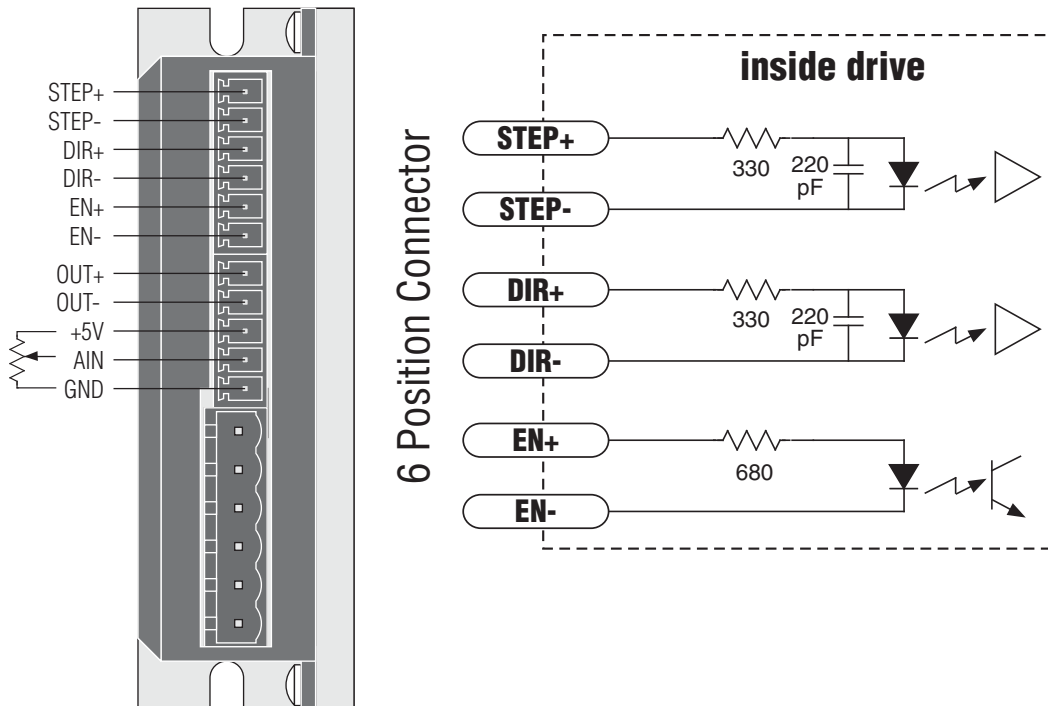 STEP+
STEP-
DIR+
DIR-
EN+
EN-
OUT+
OUT-
+5V
AIN
GND
6 Position Connector
inside drive
STEP+
330
220
pF
STEP-
DIR+
330
220
pF
DIR-
EN+
680
EN-